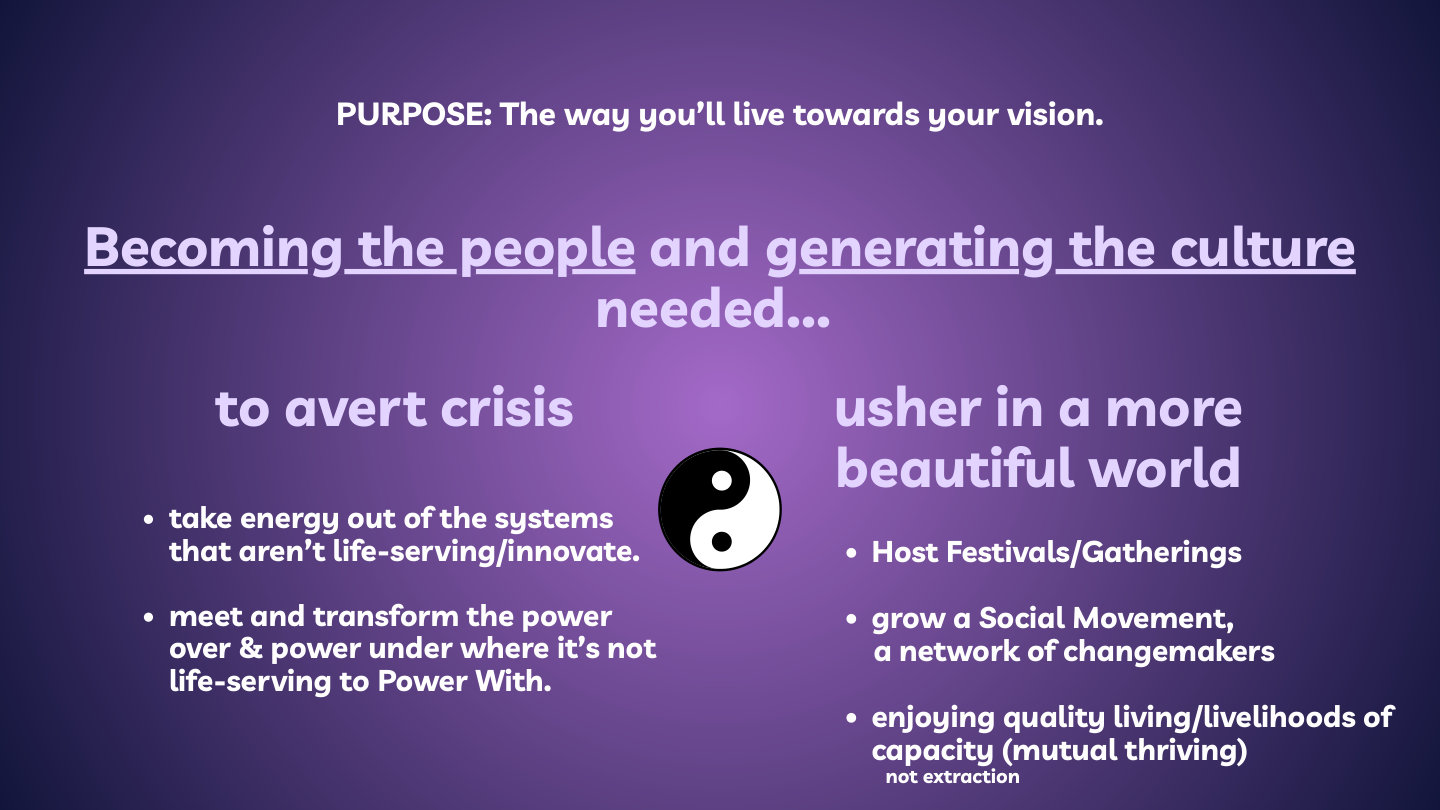 PURPOSE: The way you’ll live towards your vision.
Becoming the people and generating the culture
needed...
to avert crisis
• take energy out of the systems
that aren’t life-serving/innovate.
• meet and transform the power
over & power under where it’s not
life-serving to Power With.
usher in a more
beautiful world
• Host Festivals/Gatherings
• grow a Social Movement,
a network of changemakers
• enjoying quality living/livelihoods of
capacity (mutual thriving)
not extraction